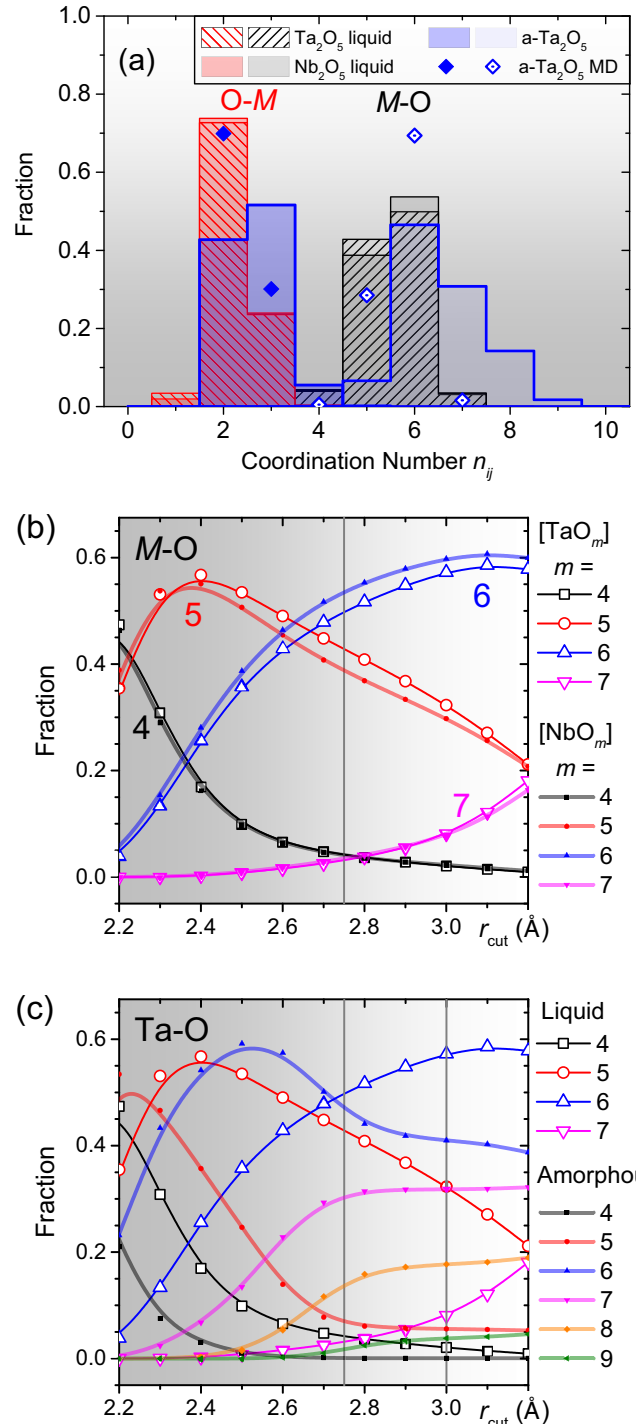 (a)
Ta2O5 liquid
a-Ta2O5
Nb2O5 liquid
a-Ta2O5 MD
O-M
M-O
1.0
0.8
0.6
0.4
0.2
0.0
Fraction
0 2 4 6 8 10
Coordination Number nij
(b)
M-O
0.6
0.4
0.2
0.0
Fraction
5
6
4
7
2.2 2.4 2.6 2.8 3.0
rcut (Å)
[TaOm]
m =
4
5
6
7
[NbOm]
m =
4
5
6
7
(c)
Ta-O
0.6
0.4
0.2
0.0
Fraction
2.2 2.4 2.6 2.8 3.0
rcut (Å)
Liquid
4
5
6
7
Amorphou
4
5
6
7
8
9